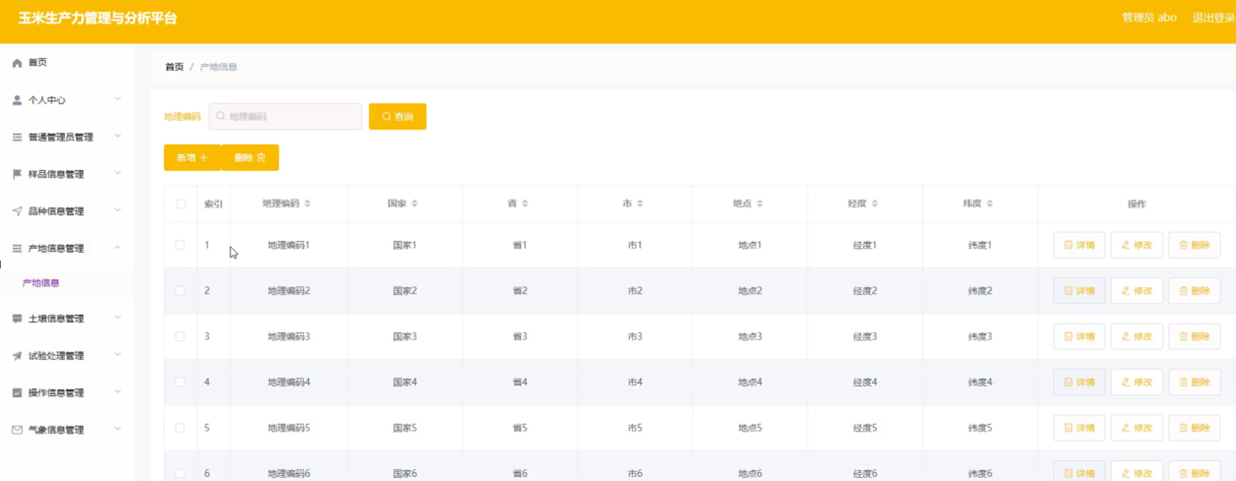 玉米生产力管理与分析平台
管理员 abo 退出登录
首页
个人中心
普通管理员管理
样品信息管理
品种信息管理
产地信息管理
产地信息
土壤信息管理
试验处理管理
操作信息管理
气象信息管理
首页 / 产地信息
地理编码 地理编码 查询
新增 删除
索引 地理编码 国家 省 市 地点 经度 纬度 操作
1 地理编码1 国家1 省1 市1 地点1 经度1 纬度1 详情 修改 删除
2 地理编码2 国家2 省2 市2 地点2 经度2 纬度2 详情 修改 删除
3 地理编码3 国家3 省3 市3 地点3 经度3 纬度3 详情 修改 删除
4 地理编码4 国家4 省4 市4 地点4 经度4 纬度4 详情 修改 删除
5 地理编码5 国家5 省5 市5 地点5 经度5 纬度5 详情 修改 删除
6 地理编码6 国家6 省6 市6 地点6 经度6 纬度6 详情 修改 删除